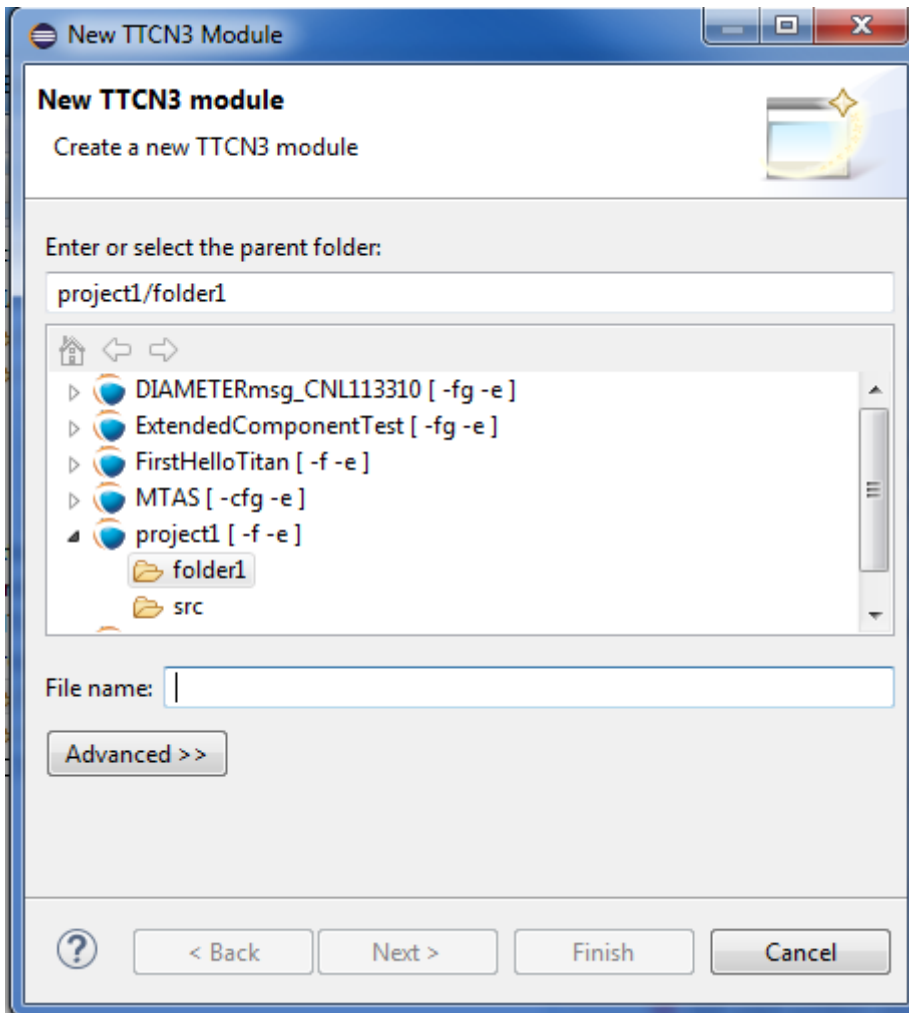 New TTCN3 Module
New TTCN3 module
Create a new TTCN3 module
Enter or select the parent folder:
project1/folder1
DIAMETERmsg_CNL113310 [ -fg -e ]
ExtendedComponentTest [ -fg -e ]
FirstHelloTitan [ -f -e ]
MTAS [ -cfg -e ]
project1 [ -f -e ]
folder1
src
File name:
Advanced >>
? < Back Next > Finish Cancel